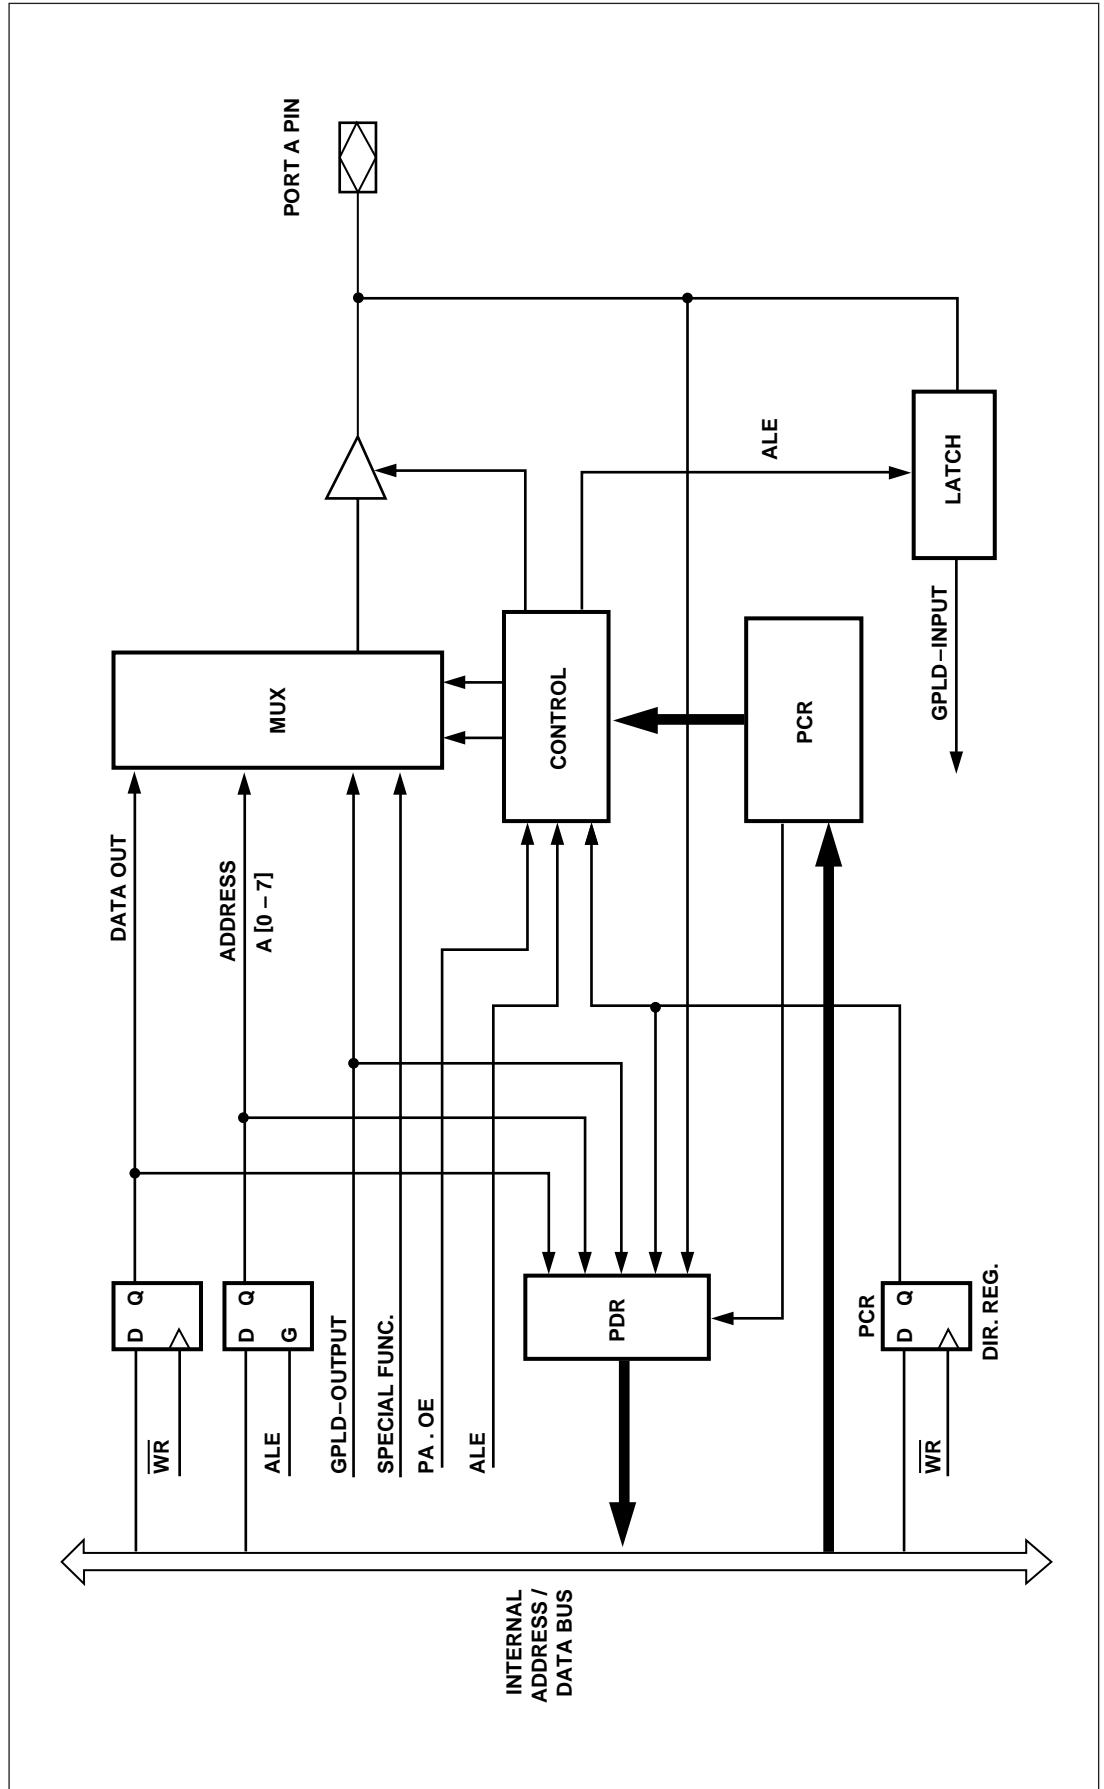 INTERNAL
ADDRESS /
DATA BUS
WR
D Q
DATA OUT
ALE
D Q
G
ADDRESS
A [0 – 7]
GPLD–OUTPUT
SPECIAL FUNC.
PA . OE
ALE
MUX
PORT A PIN
PDR
CONTROL
ALE
PCR
WR
PCR
D Q
DIR. REG.
GPLD–INPUT
LATCH